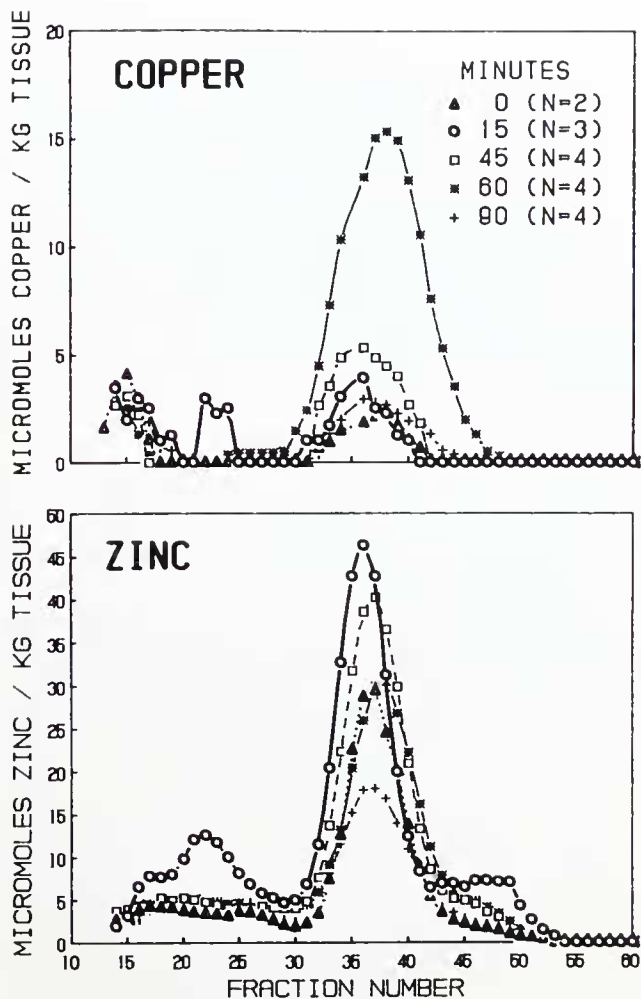 COPPER
MINUTES
0 (N=2)
15 (N=3)
45 (N=4)
60 (N=4)
90 (N=4)
MICROMOLES COPPER / KG TISSUE
20
15
10
5
0
ZINC
MICROMOLES ZINC / KG TISSUE
50
45
40
35
30
25
20
15
10
5
0
10 15 20 25 30 35 40 45 50 55 60
FRACTION NUMBER